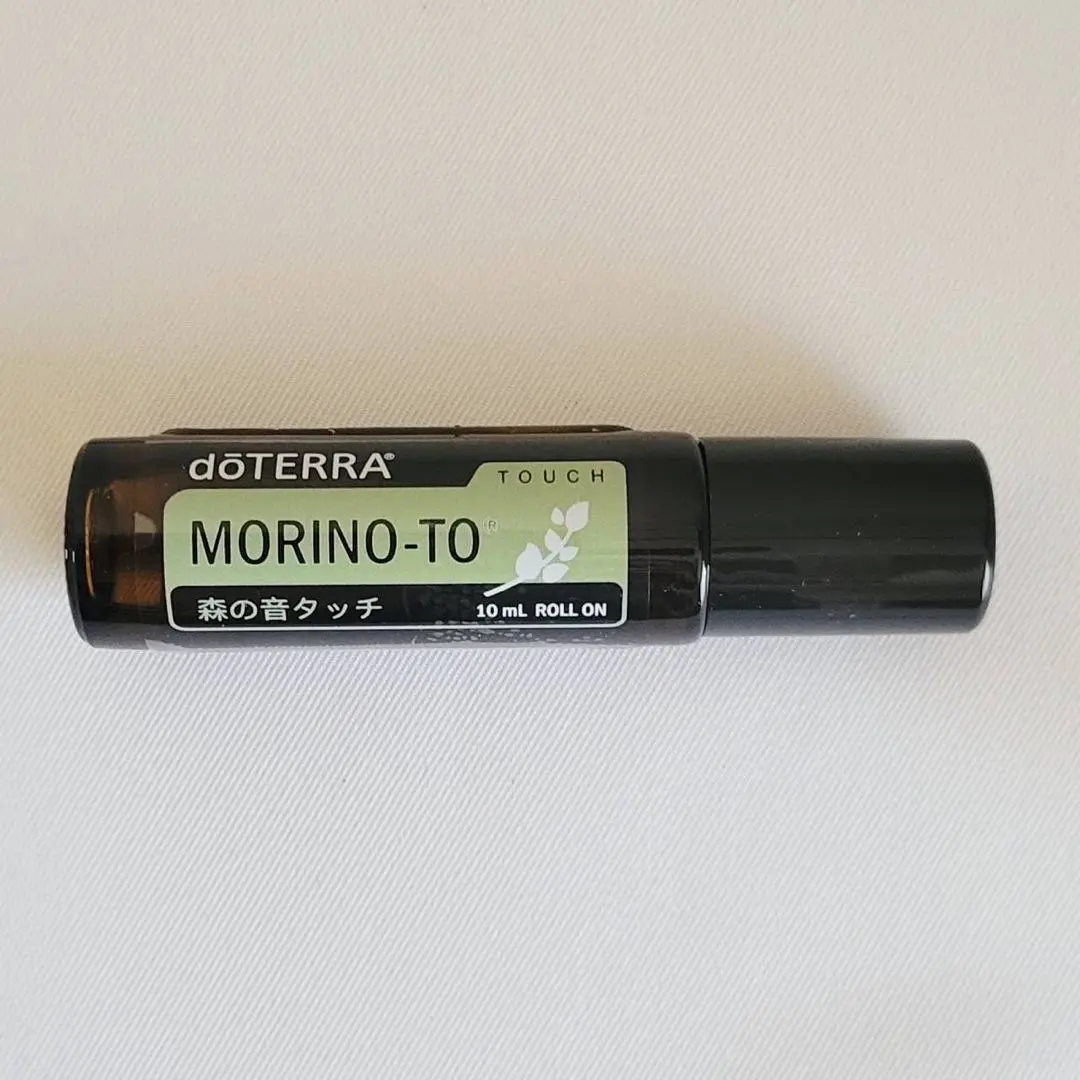 dōTERRA®
TOUCH
MORINO-TO®
森の音タッチ
10 mL ROLL ON